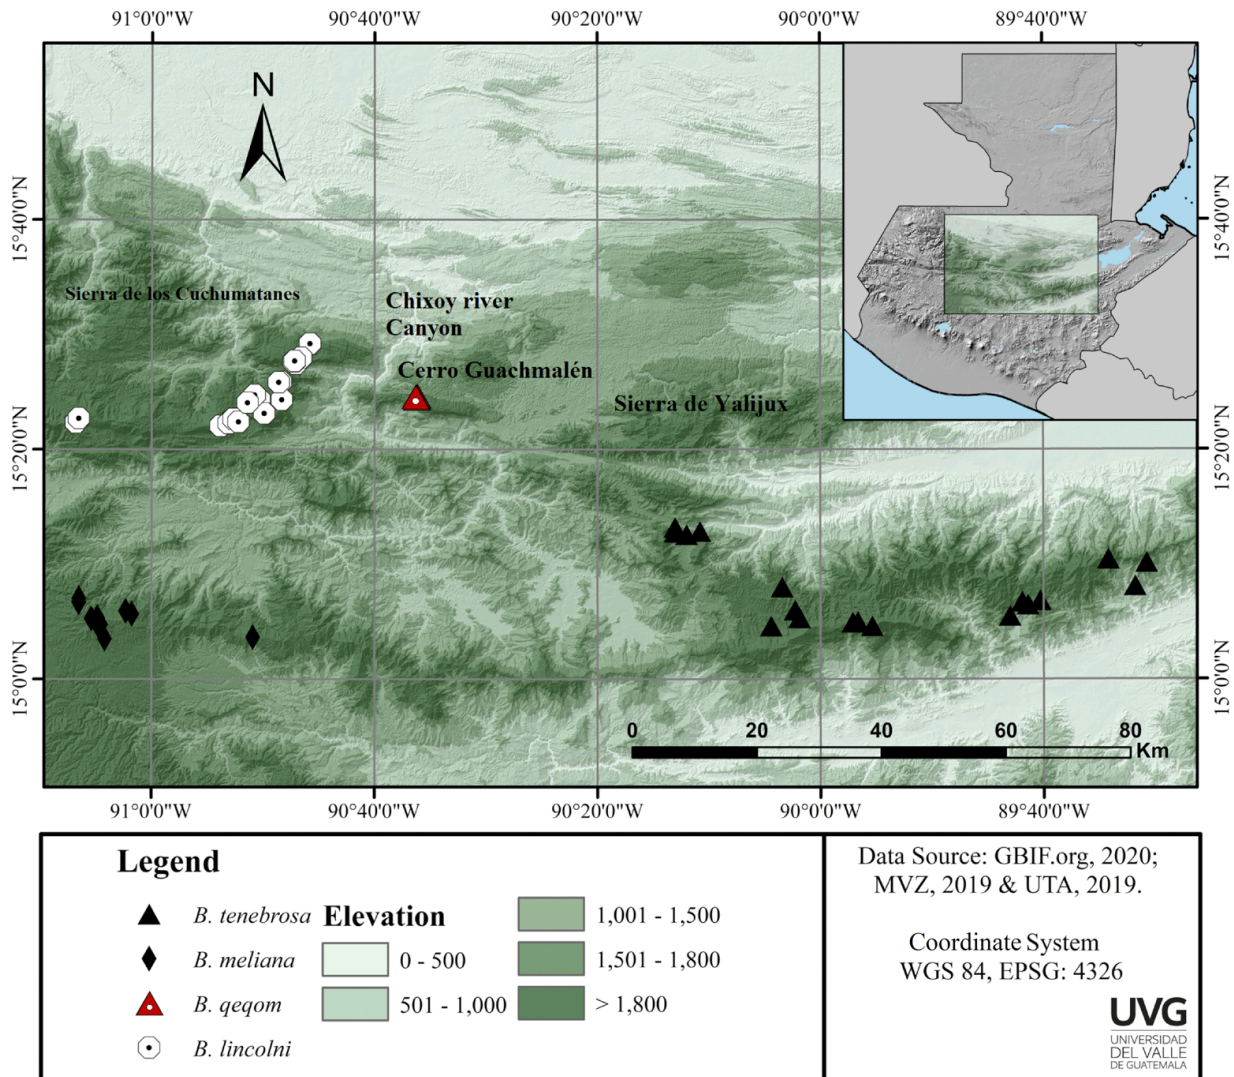 91°0'0"W 90°40'0"W 90°20'0"W 90°0'0"W 89°40'0"W
N
15°40'0"N 15°40'0"N
Sierra de los Cuchumatanes
Chixoy river
Canyon
Cerro Guachmalén
Sierra de Yalijux
15°20'0"N 15°20'0"N
15°0'0"N 15°0'0"N
0 20 40 60 80
Km
91°0'0"W 90°40'0"W 90°20'0"W 90°0'0"W 89°40'0"W
Legend
B. tenebrosa
B. meliana
B. qeqom
B. lincolni
Elevation
0 - 500
501 - 1,000
1,001 - 1,500
1,501 - 1,800
> 1,800
Data Source: GBIF.org, 2020;
MVZ, 2019 & UTA, 2019.
Coordinate System
WGS 84, EPSG: 4326
UVG
UNIVERSIDAD
DEL VALLE
DE GUATEMALA